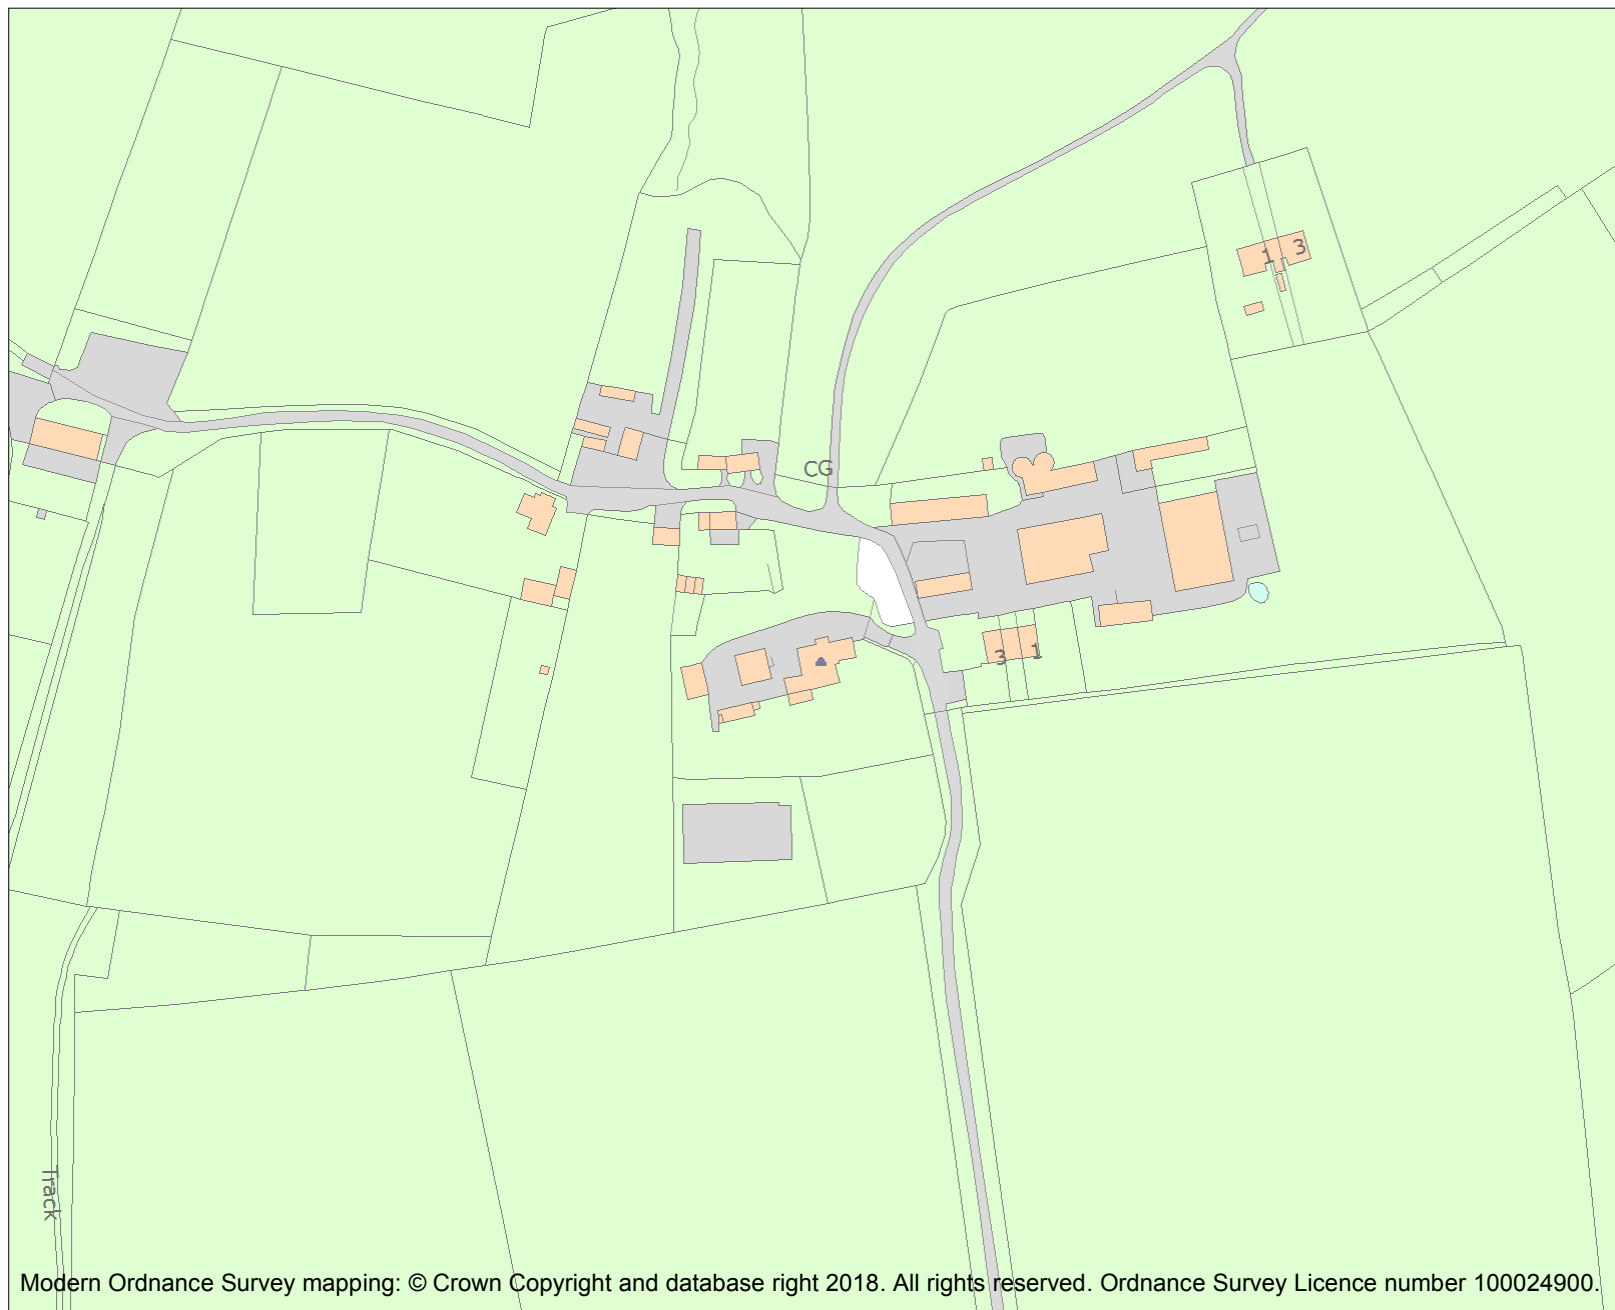 1 3
CG
3 1
Track
Modern Ordnance Survey mapping: © Crown Copyright and database right 2018. All rights reserved. Ordnance Survey Licence number 100024900.